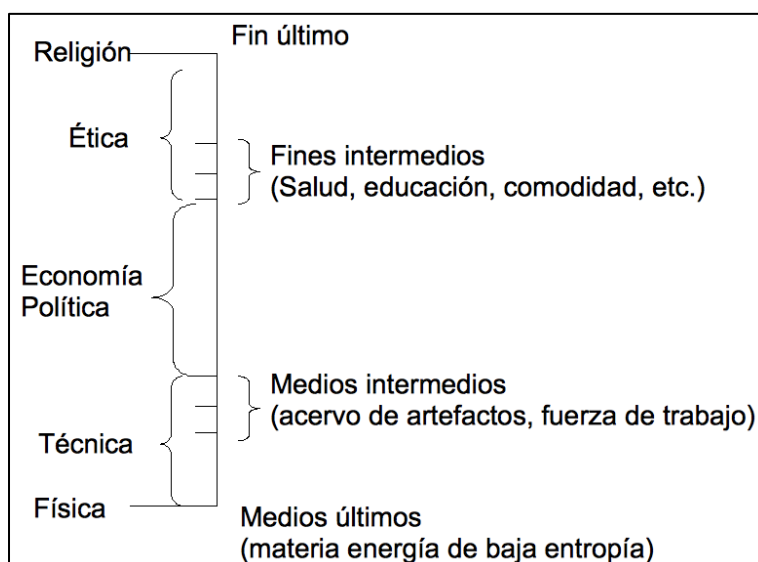 Fin último
Religión
Ética
Fines intermedios
(Salud, educación, comodidad, etc.)
Economía
Política
Medios intermedios
(acervo de artefactos, fuerza de trabajo)
Técnica
Física
Medios últimos
(materia energía de baja entropía)